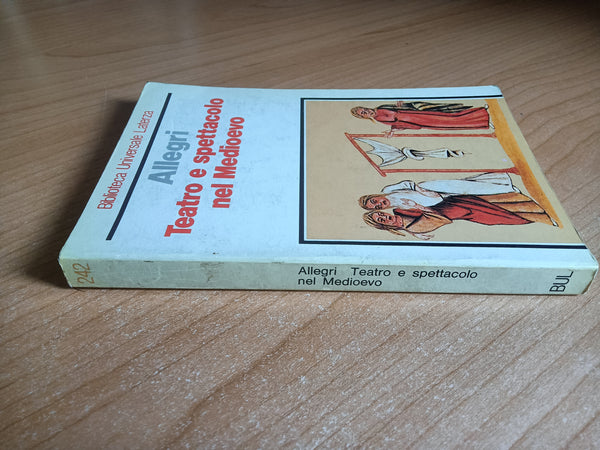 Biblioteca Universale Laterza
Allegri
Teatro e spettacolo
nel Medioevo
242
Allegri Teatro e spettacolo
nel Medioevo
BUL